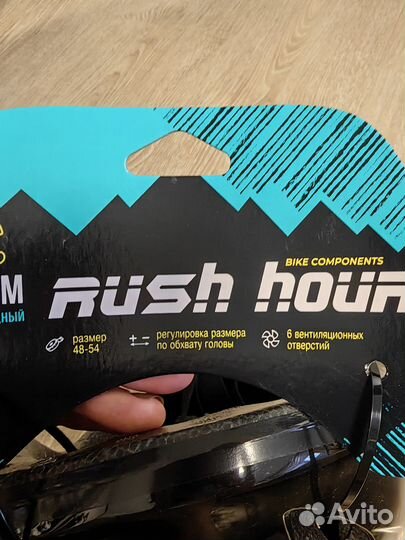 BIKE COMPONENTS
RUSH HOUR
размер
48-54
регулировка размера
по обхвату головы
6 вентиляционных
отверстий
Avito